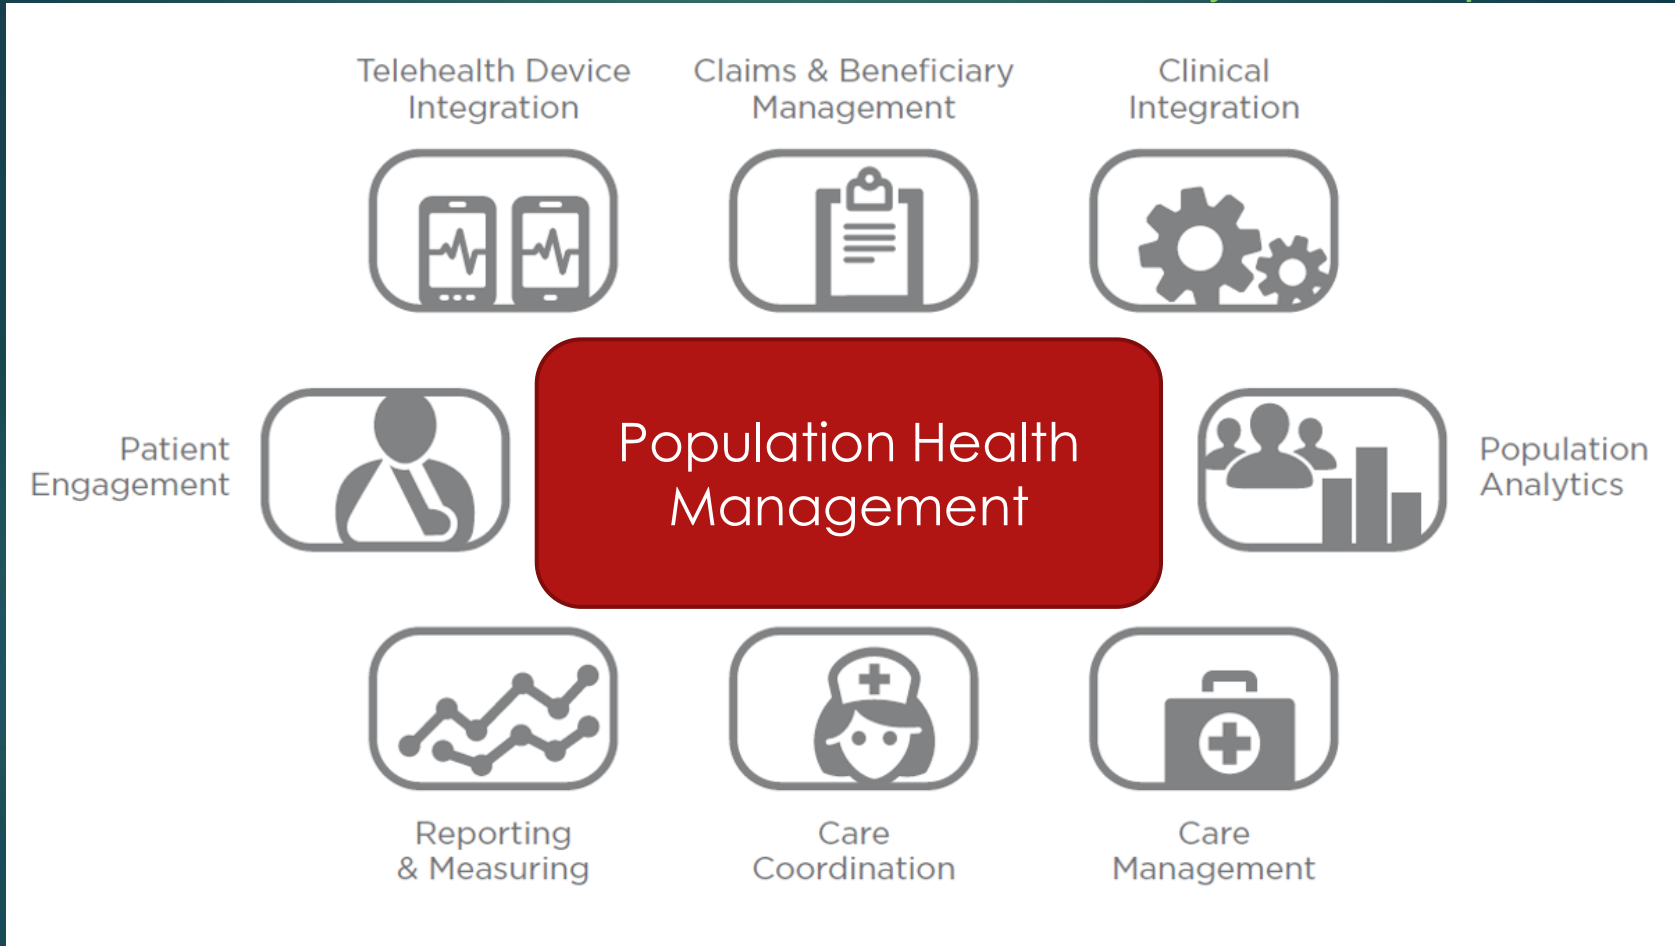 Telehealth Device
Integration
Claims & Beneficiary
Management
Clinical
Integration
Patient
Engagement
Population Health
Management
Population
Analytics
Reporting
& Measuring
Care
Coordination
Care
Management